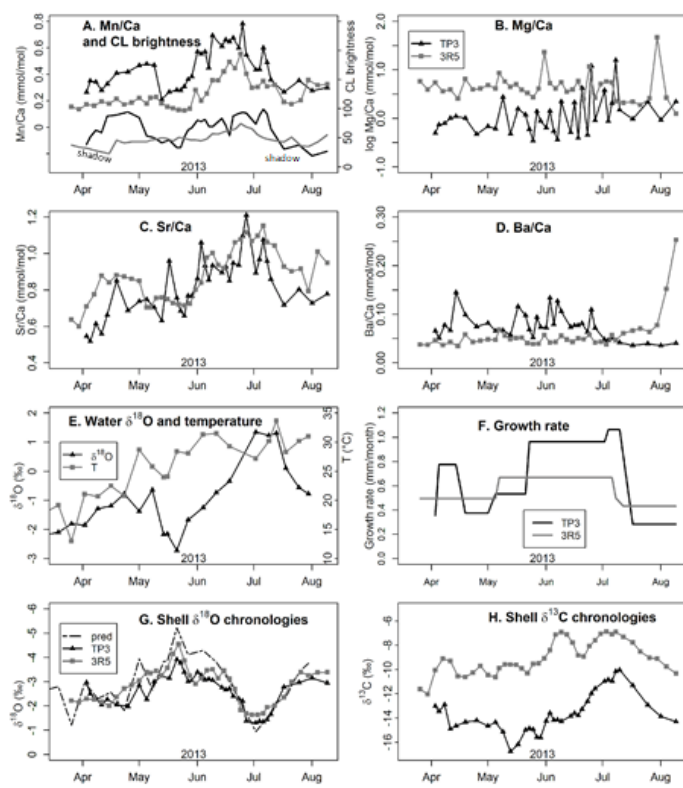 A. Mn/Ca
and CL brightness
Mn/Ca (mmol/mol)
0.8
0.6
0.4
0.2
0
CL brightness
100
50
0
shadow
shadow
2013
Apr May Jun Jul Aug
B. Mg/Ca
TP3
3R5
log Mg/Ca (mmol/mol)
2.0
1.0
0.0
-1.0
2013
Apr May Jun Jul Aug
C. Sr/Ca
Sr/Ca (mmol/mol)
1.2
1.0
0.8
0.6
0.4
2013
Apr May Jun Jul Aug
D. Ba/Ca
Ba/Ca (mmol/mol)
0.30
0.20
0.10
0.00
2013
Apr May Jun Jul Aug
E. Water δ18O and temperature
δ18O
T
δ18O (‰)
2
1
0
-1
-2
-3
T (°C)
35
30
25
20
15
10
2013
Apr May Jun Jul Aug
F. Growth rate
Growth rate (mm/month)
1.2
1.0
0.8
0.6
0.4
0.2
0.0
TP3
3R5
2013
Apr May Jun Jul Aug
G. Shell δ18O chronologies
pred
TP3
3R5
δ18O (‰)
-6
-5
-4
-3
-2
-1
0
2013
Apr May Jun Jul Aug
H. Shell δ13C chronologies
δ13C (‰)
-6
-8
-10
-12
-14
-16
2013
Apr May Jun Jul Aug